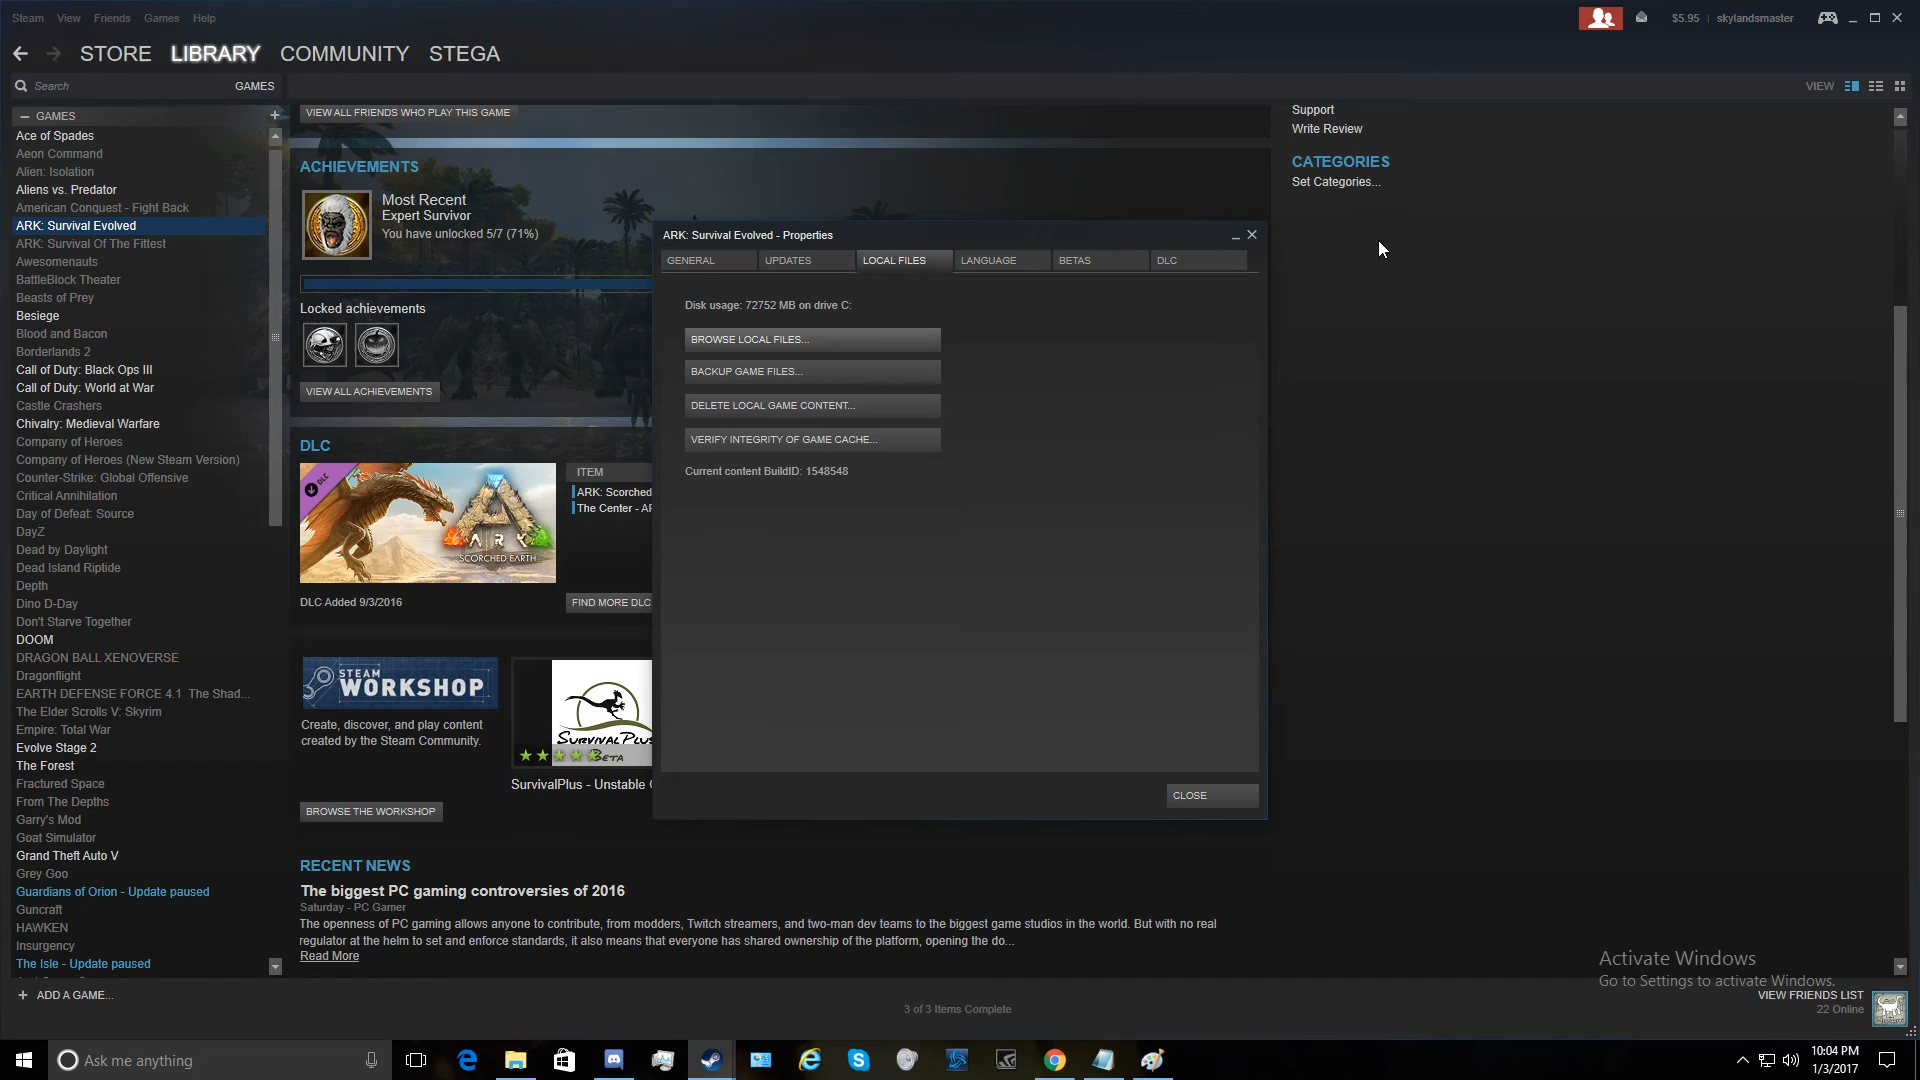 Steam View Friends Games Help
$5.95 skylandsmaster
STORE LIBRARY COMMUNITY STEGA
Search GAMES
VIEW
GAMES
Ace of Spades
Aeon Command
Alien: Isolation
Aliens vs. Predator
American Conquest - Fight Back
ARK: Survival Evolved
ARK: Survival Of The Fittest
Awesomenauts
BattleBlock Theater
Beasts of Prey
Besiege
Blood and Bacon
Borderlands 2
Call of Duty: Black Ops III
Call of Duty: World at War
Castle Crashers
Chivalry: Medieval Warfare
Company of Heroes
Company of Heroes (New Steam Version)
Counter-Strike: Global Offensive
Critical Annihilation
Day of Defeat: Source
DayZ
Dead by Daylight
Dead Island Riptide
Depth
Dino D-Day
Don't Starve Together
DOOM
DRAGON BALL XENOVERSE
Dragonflight
EARTH DEFENSE FORCE 4.1 The Shad...
The Elder Scrolls V: Skyrim
Empire: Total War
Evolve Stage 2
The Forest
Fractured Space
From The Depths
Garry's Mod
Goat Simulator
Grand Theft Auto V
Grey Goo
Guardians of Orion - Update paused
Guncraft
HAWKEN
Insurgency
The Isle - Update paused
ADD A GAME...
VIEW ALL FRIENDS WHO PLAY THIS GAME
ACHIEVEMENTS
Most Recent
Expert Survivor
You have unlocked 5/7 (71%)
Locked achievements
VIEW ALL ACHIEVEMENTS
DLC
DLC
ARK
SCORCHED EARTH
ITEM
ARK: Scorched
The Center - AR
DLC Added 9/3/2016
FIND MORE DLC
STEAM
WORKSHOP
Create, discover, and play content
created by the Steam Community.
SURVIVALPLUS
BETA
SurvivalPlus - Unstable
BROWSE THE WORKSHOP
RECENT NEWS
The biggest PC gaming controversies of 2016
Saturday - PC Gamer
The openness of PC gaming allows anyone to contribute, from modders, Twitch streamers, and two-man dev teams to the biggest game studios in the world. But with no real
regulator at the helm to set and enforce standards, it also means that everyone has shared ownership of the platform, opening the do...
Read More
ARK: Survival Evolved - Properties
GENERAL UPDATES LOCAL FILES LANGUAGE BETAS DLC
Disk usage: 72752 MB on drive C:
BROWSE LOCAL FILES...
BACKUP GAME FILES...
DELETE LOCAL GAME CONTENT...
VERIFY INTEGRITY OF GAME CACHE...
Current content BuildID: 1548548
CLOSE
Support
Write Review
CATEGORIES
Set Categories...
Activate Windows
Go to Settings to activate Windows.
3 of 3 Items Complete
VIEW FRIENDS LIST
22 Online
Ask me anything
10:04 PM
1/3/2017